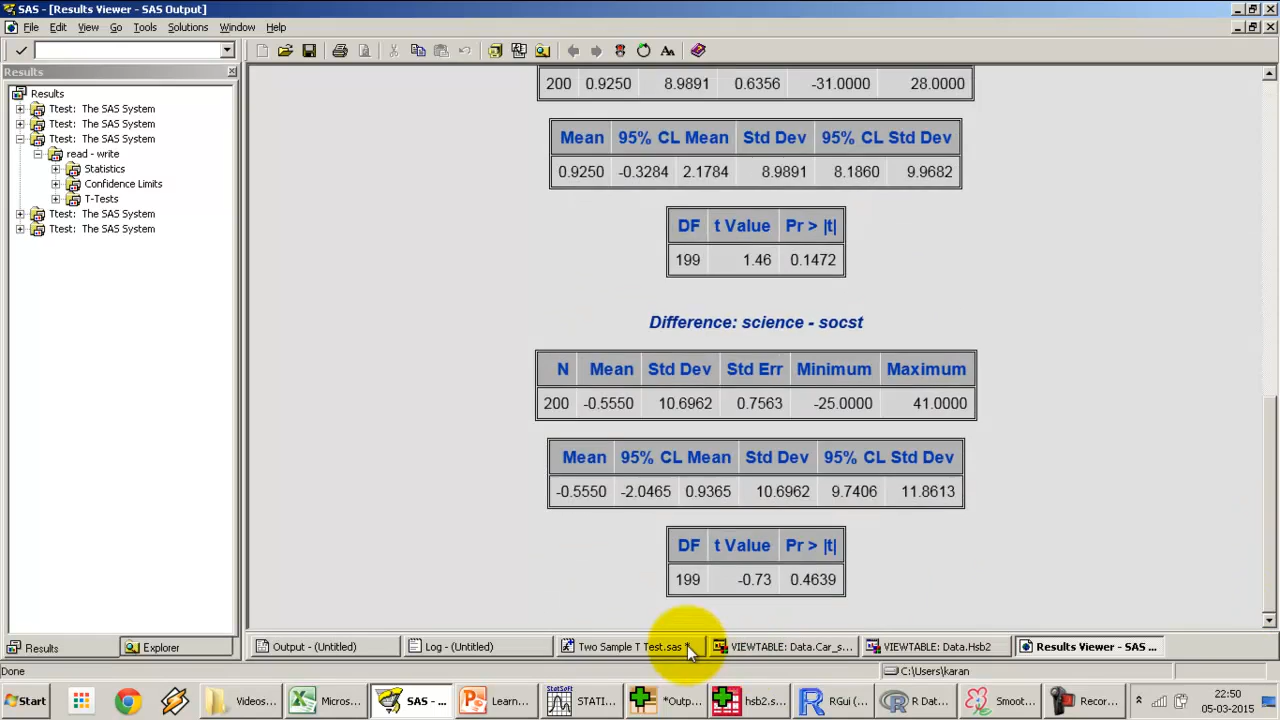 SAS - [Results Viewer - SAS Output]
File Edit View Go Tools Solutions Window Help
Results
Results
Ttest: The SAS System
Ttest: The SAS System
Ttest: The SAS System
read - write
Statistics
Confidence Limits
T-Tests
Ttest: The SAS System
Ttest: The SAS System
200 0.9250 8.9891 0.6356 -31.0000 28.0000
Mean 95% CL Mean Std Dev 95% CL Std Dev
0.9250 -0.3284 2.1784 8.9891 8.1860 9.9682
DF t Value Pr > |t|
199 1.46 0.1472
Difference: science - socst
N Mean Std Dev Std Err Minimum Maximum
200 -0.5550 10.6962 0.7563 -25.0000 41.0000
Mean 95% CL Mean Std Dev 95% CL Std Dev
-0.5550 -2.0465 0.9365 10.6962 9.7406 11.8613
DF t Value Pr > |t|
199 -0.73 0.4639
Results Explorer Output - (Untitled) Log - (Untitled) Two Sample T Test.sas * VIEWTABLE: Data.Car_s... VIEWTABLE: Data.Hsb2 Results Viewer - SAS ...
Done C:\Users\karan
Start Videos... Micros... SAS - ... Learn... STATI... *Outp... hsb2.s... RGui (... R Dat... Smoot... Recor... 22:50
05-03-2015